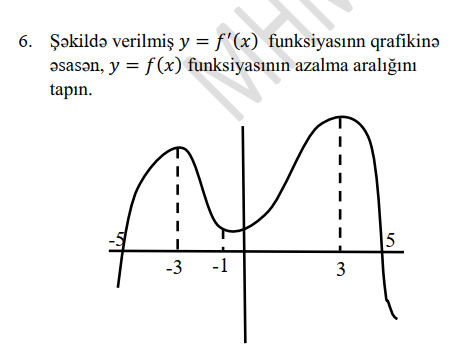 6. Şəkildə verilmiş y = f′(x) funksiyasınn qrafikinə
əsasən, y = f(x) funksiyasının azalma aralığını
tapın.
-5
5
-3
-1
3